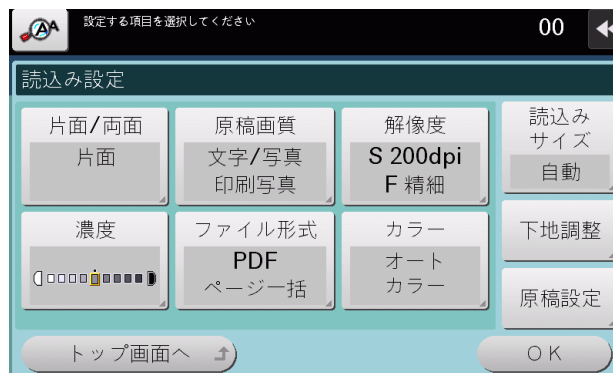 設定する項目を選択してください
00
読込み設定
片面/両面
片面
原稿画質
文字/写真
印刷写真
解像度
S 200dpi
F 精細
読込み
サイズ
自動
濃度
ファイル形式
PDF
ページ一括
カラー
オート
カラー
下地調整
原稿設定
トップ画面へ
OK